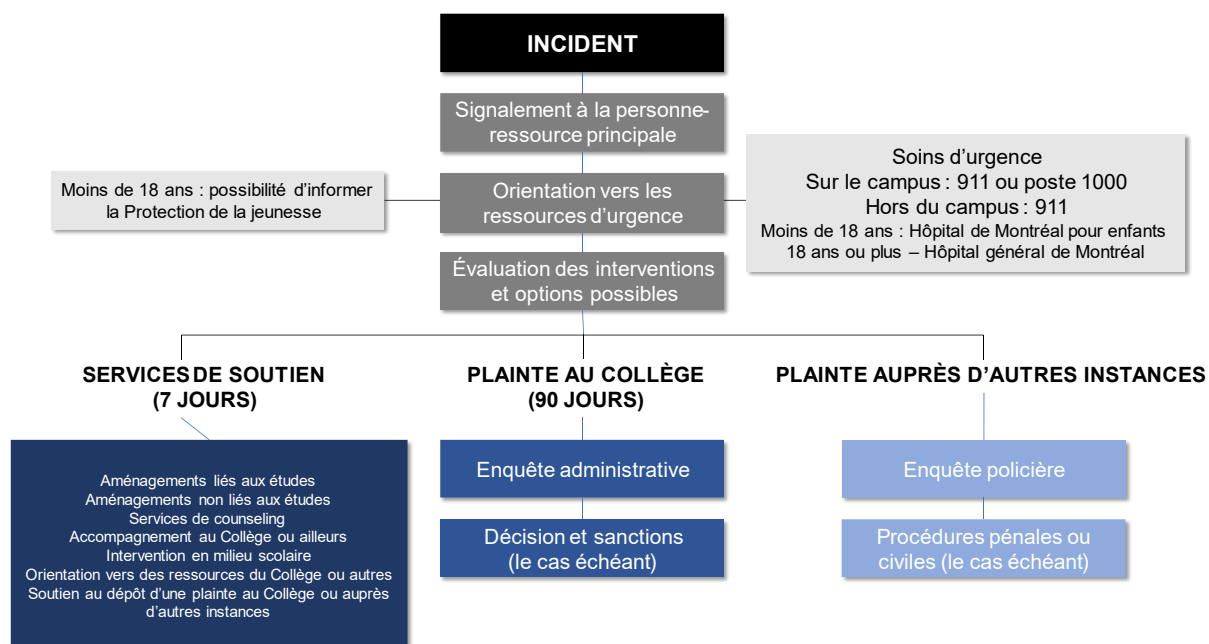 INCIDENT
Signalement à la personne-
ressource principale
Moins de 18 ans : possibilité d’informer
la Protection de la jeunesse
Orientation vers les
ressources d’urgence
Soins d’urgence
Sur le campus : 911 ou poste 1000
Hors du campus : 911
Moins de 18 ans : Hôpital de Montréal pour enfants
18 ans ou plus – Hôpital général de Montréal
Évaluation des interventions
et options possibles
SERVICES DE SOUTIEN
(7 JOURS)
Aménagements liés aux études
Aménagements non liés aux études
Services de counseling
Accompagnement au Collège ou ailleurs
Intervention en milieu scolaire
Orientation vers des ressources du Collège ou autres
Soutien au dépôt d’une plainte au Collège ou auprès
d’autres instances
PLAINTE AU COLLÈGE
(90 JOURS)
Enquête administrative
Décision et sanctions
(le cas échéant)
PLAINTE AUPRÈS D’AUTRES INSTANCES
Enquête policière
Procédures pénales ou
civiles (le cas échéant)